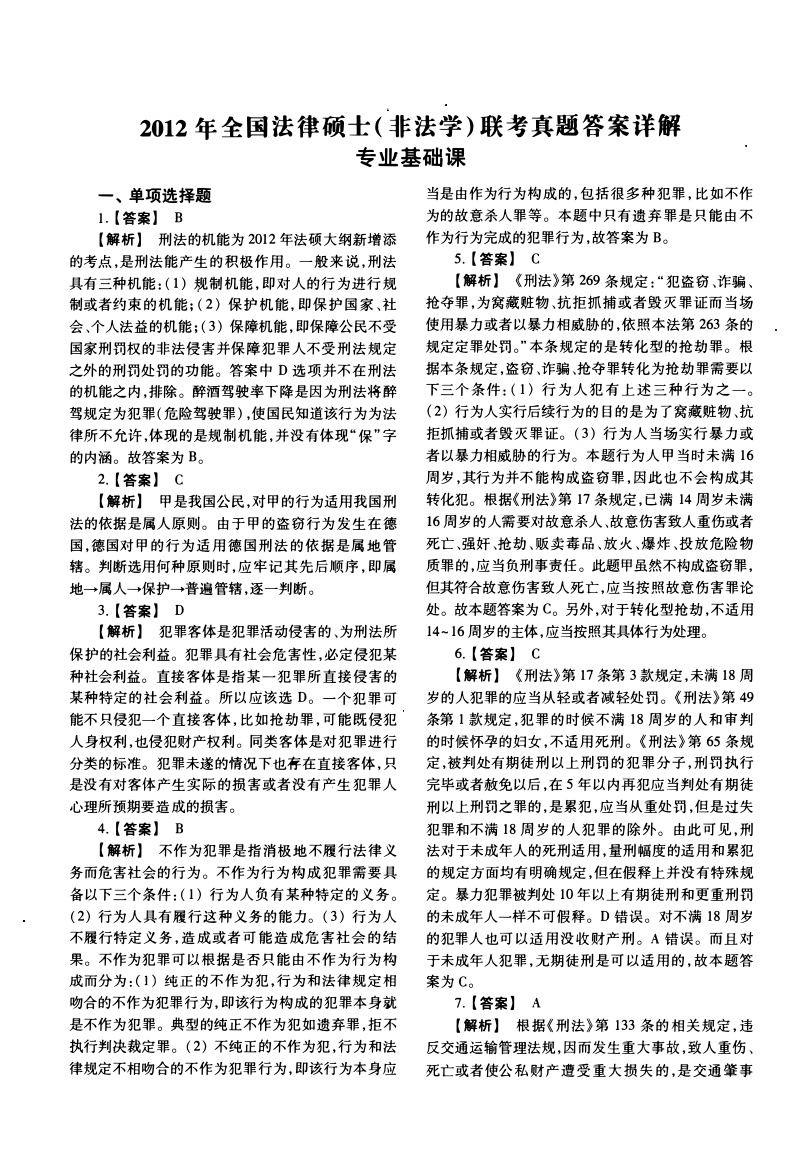 2012 年全国法律硕士(非法学)联考真题答案详解
专业基础课
一、单项选择题
1.【答案】 B
【解析】 刑法的机能为 2012 年法硕大纲新增添
的考点,是刑法能产生的积极作用。一般来说,刑法
具有三种机能:(1) 规制机能,即对人的行为进行规
制或者约束的机能;(2) 保护机能,即保护国家、社
会、个人法益的机能;(3) 保障机能,即保障公民不受
国家刑罚权的非法侵害并保障犯罪人不受刑法规定
之外的刑罚处罚的功能。答案中 D 选项并不在刑法
的机能之内,排除。醉酒驾驶率下降是因为刑法将醉
驾规定为犯罪(危险驾驶罪),使国民知道该行为为法
律所不允许,体现的是规制机能,并没有体现“保”字
的内涵。故答案为 B。
2.【答案】 C
【解析】 甲是我国公民,对甲的行为适用我国刑
法的依据是属人原则。由于甲的盗窃行为发生在德
国,德国对甲的行为适用德国刑法的依据是属地管
辖。判断选用何种原则时,应牢记其先后顺序,即属
地→属人→保护→普遍管辖,逐一判断。
3.【答案】 D
【解析】 犯罪客体是犯罪活动侵害的、为刑法所
保护的社会利益。犯罪具有社会危害性,必定侵犯某
种社会利益。直接客体是指某一犯罪所直接侵害的
某种特定的社会利益。所以应该选 D。一个犯罪可
能不只侵犯一个直接客体,比如抢劫罪,可能既侵犯
人身权利,也侵犯财产权利。同类客体是对犯罪进行
分类的标准。犯罪未遂的情况下也存在直接客体,只
是没有对客体产生实际的损害或者没有产生犯罪人
心理所预期要造成的损害。
4.【答案】 B
【解析】 不作为犯罪是指消极地不履行法律义
务而危害社会的行为。不作为行为构成犯罪需要具
备以下三个条件:(1) 行为人负有某种特定的义务。
(2) 行为人具有履行这种义务的能力。(3) 行为人
不履行特定义务,造成或者可能造成危害社会的结
果。不作为犯罪可以根据是否只能由不作为行为构
成而分为:(1) 纯正的不作为犯,行为和法律规定相
吻合的不作为犯罪行为,即该行为构成的犯罪本身就
是不作为犯罪。典型的纯正不作为犯如遗弃罪,拒不
执行判决裁定罪。(2) 不纯正的不作为犯,行为和法
律规定不相吻合的不作为犯罪行为,即该行为本身应
当是由作为行为构成的,包括很多种犯罪,比如不作
为的故意杀人罪等。本题中只有遗弃罪是只能由不
作为行为完成的犯罪行为,故答案为 B。
5.【答案】 C
【解析】 《刑法》第 269 条规定:“犯盗窃、诈骗、
抢夺罪,为窝藏赃物、抗拒抓捕或者毁灭罪证而当场
使用暴力或者以暴力相威胁的,依照本法第 263 条的
规定定罪处罚。”本条规定的是转化型的抢劫罪。根
据本条规定,盗窃、诈骗、抢夺罪转化为抢劫罪需要以
下三个条件:(1) 行为人犯有上述三种行为之一。
(2) 行为人实行后续行为的目的是为了窝藏赃物、抗
拒抓捕或者毁灭罪证。(3) 行为人当场实行暴力或
者以暴力相威胁的行为。本题行为人甲当时未满 16
周岁,其行为并不能构成盗窃罪,因此也不会构成其
转化犯。根据《刑法》第 17 条规定,已满 14 周岁未满
16 周岁的人需要对故意杀人、故意伤害致人重伤或者
死亡、强奸、抢劫、贩卖毒品、放火、爆炸、投放危险物
质罪的,应当负刑事责任。此题甲虽然不构成盗窃罪,
但其符合故意伤害致人死亡,应当按照故意伤害罪论
处。故本题答案为 C。另外,对于转化型抢劫,不适用
14~16 周岁的主体,应当按照其具体行为处理。
6.【答案】 C
【解析】 《刑法》第 17 条第 3 款规定,未满 18 周
岁的人犯罪的应当从轻或者减轻处罚。《刑法》第 49
条第 1 款规定,犯罪的时候不满 18 周岁的人和审判
的时候怀孕的妇女,不适用死刑。《刑法》第 65 条规
定,被判处有期徒刑以上刑罚的犯罪分子,刑罚执行
完毕或者赦免以后,在 5 年以内再犯应当判处有期徒
刑以上刑罚之罪的,是累犯,应当从重处罚,但是过失
犯罪和不满 18 周岁的人犯罪的除外。由此可见,刑
法对于未成年人的死刑适用,量刑幅度的适用和累犯
的规定方面均有明确规定,但在假释上并没有特殊规
定。暴力犯罪被判处 10 年以上有期徒刑和更重刑罚
的未成年人一样不可假释。D 错误。对不满 18 周岁
的犯罪人也可以适用没收财产刑。A 错误。而且对
于未成年人犯罪,无期徒刑是可以适用的,故本题答
案为 C。
7.【答案】 A
【解析】 根据《刑法》第 133 条的相关规定,违
反交通运输管理法规,因而发生重大事故,致人重伤、
死亡或者使公私财产遭受重大损失的,是交通肇事